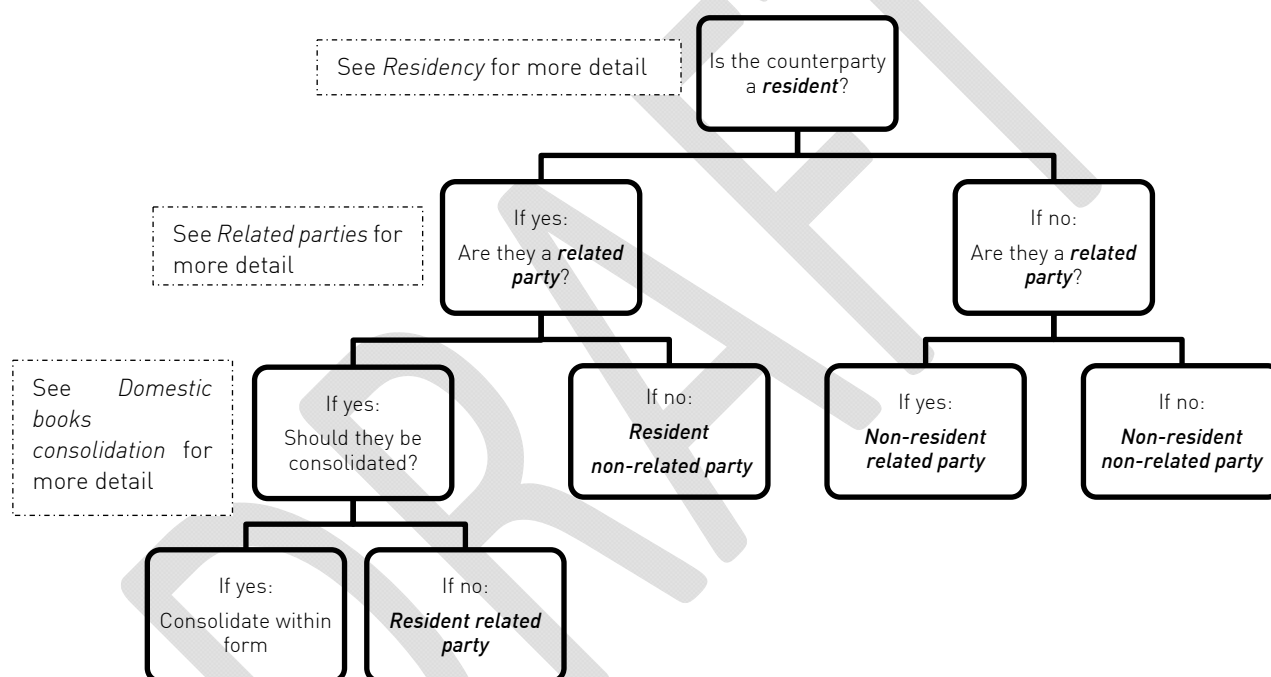 See Residency for more detail
Is the counterparty
a resident?
See Related parties for
more detail
If yes:
Are they a related
party?
If no:
Are they a related
party?
See Domestic
books
consolidation for
more detail
If yes:
Should they be
consolidated?
If no:
Resident
non-related party
If yes:
Non-resident
related party
If no:
Non-resident
non-related party
If yes:
Consolidate within
form
If no:
Resident related
party
DRAFT